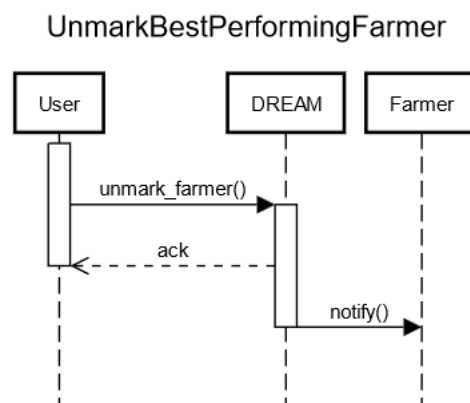 UnmarkBestPerformingFarmer
User
DREAM
Farmer
unmark_farmer()
ack
notify()